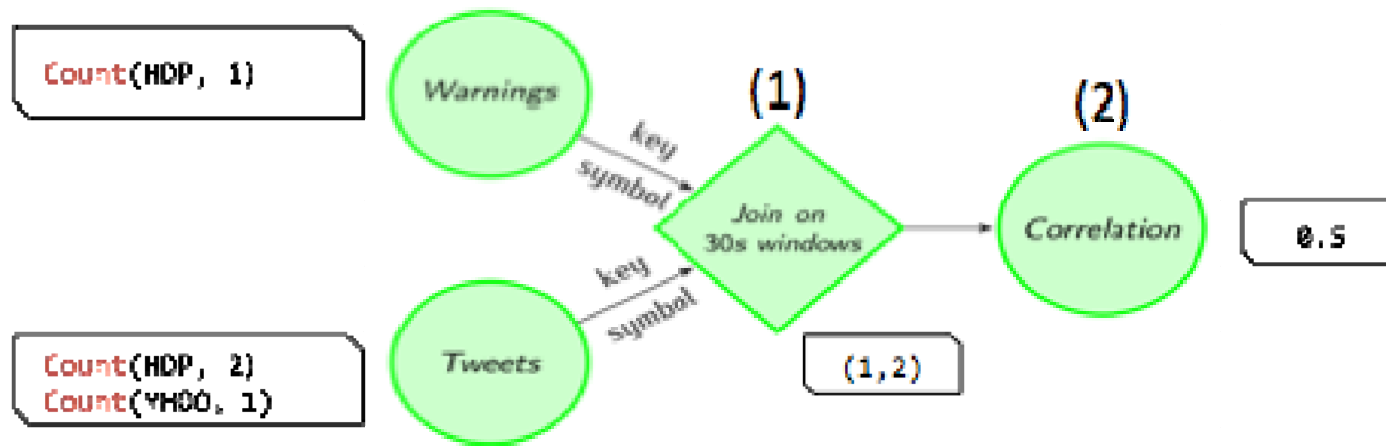 Count(HDP, 1)
Warnings
(1)
(2)
key
symbol
Join on
30s windows
Correlation
0.5
key
symbol
Count(HDP, 2)
Count(YHOO, 1)
Tweets
(1,2)